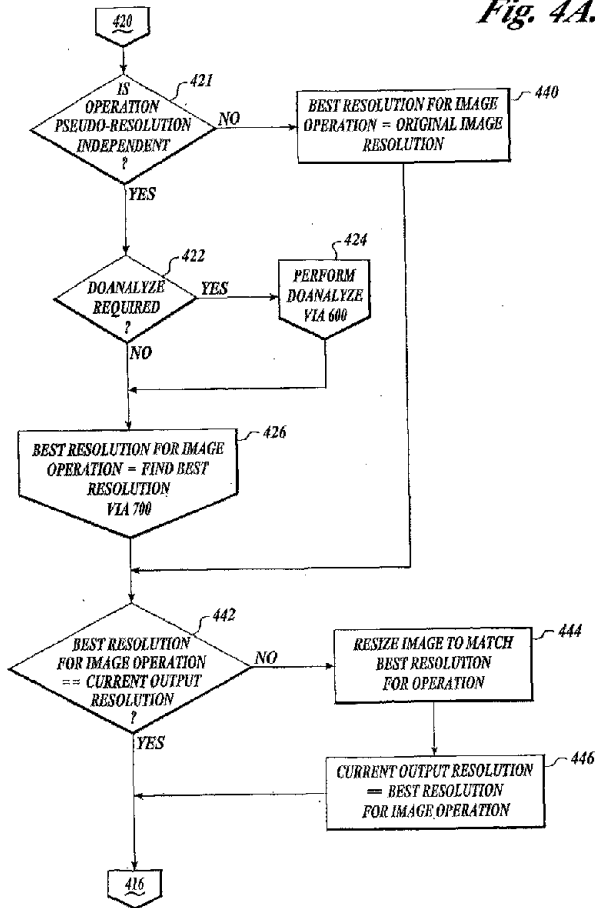 Fig. 4A.
420
421
IS
OPERATION
PSEUDO-RESOLUTION
INDEPENDENT
?
NO
YES
440
BEST RESOLUTION FOR IMAGE
OPERATION = ORIGINAL IMAGE
RESOLUTION
422
DOANALYZE
REQUIRED
?
YES
NO
424
PERFORM
DOANALYZE
VIA 600
426
BEST RESOLUTION FOR IMAGE
OPERATION = FIND BEST
RESOLUTION
VIA 700
442
BEST RESOLUTION
FOR IMAGE OPERATION
== CURRENT OUTPUT
RESOLUTION
?
NO
YES
444
RESIZE IMAGE TO MATCH
BEST RESOLUTION
FOR OPERATION
446
CURRENT OUTPUT RESOLUTION
== BEST RESOLUTION
FOR IMAGE OPERATION
416